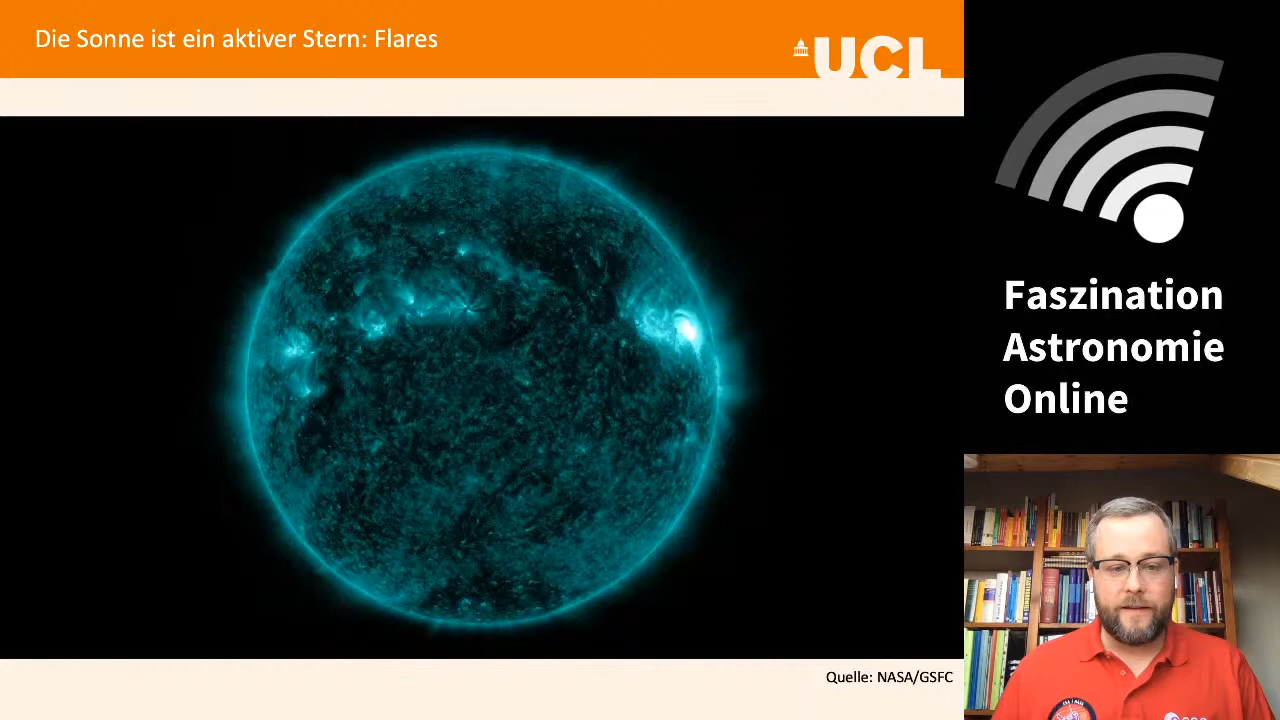 Die Sonne ist ein aktiver Stern: Flares
UCL
Faszination
Astronomie
Online
Quelle: NASA/GSFC